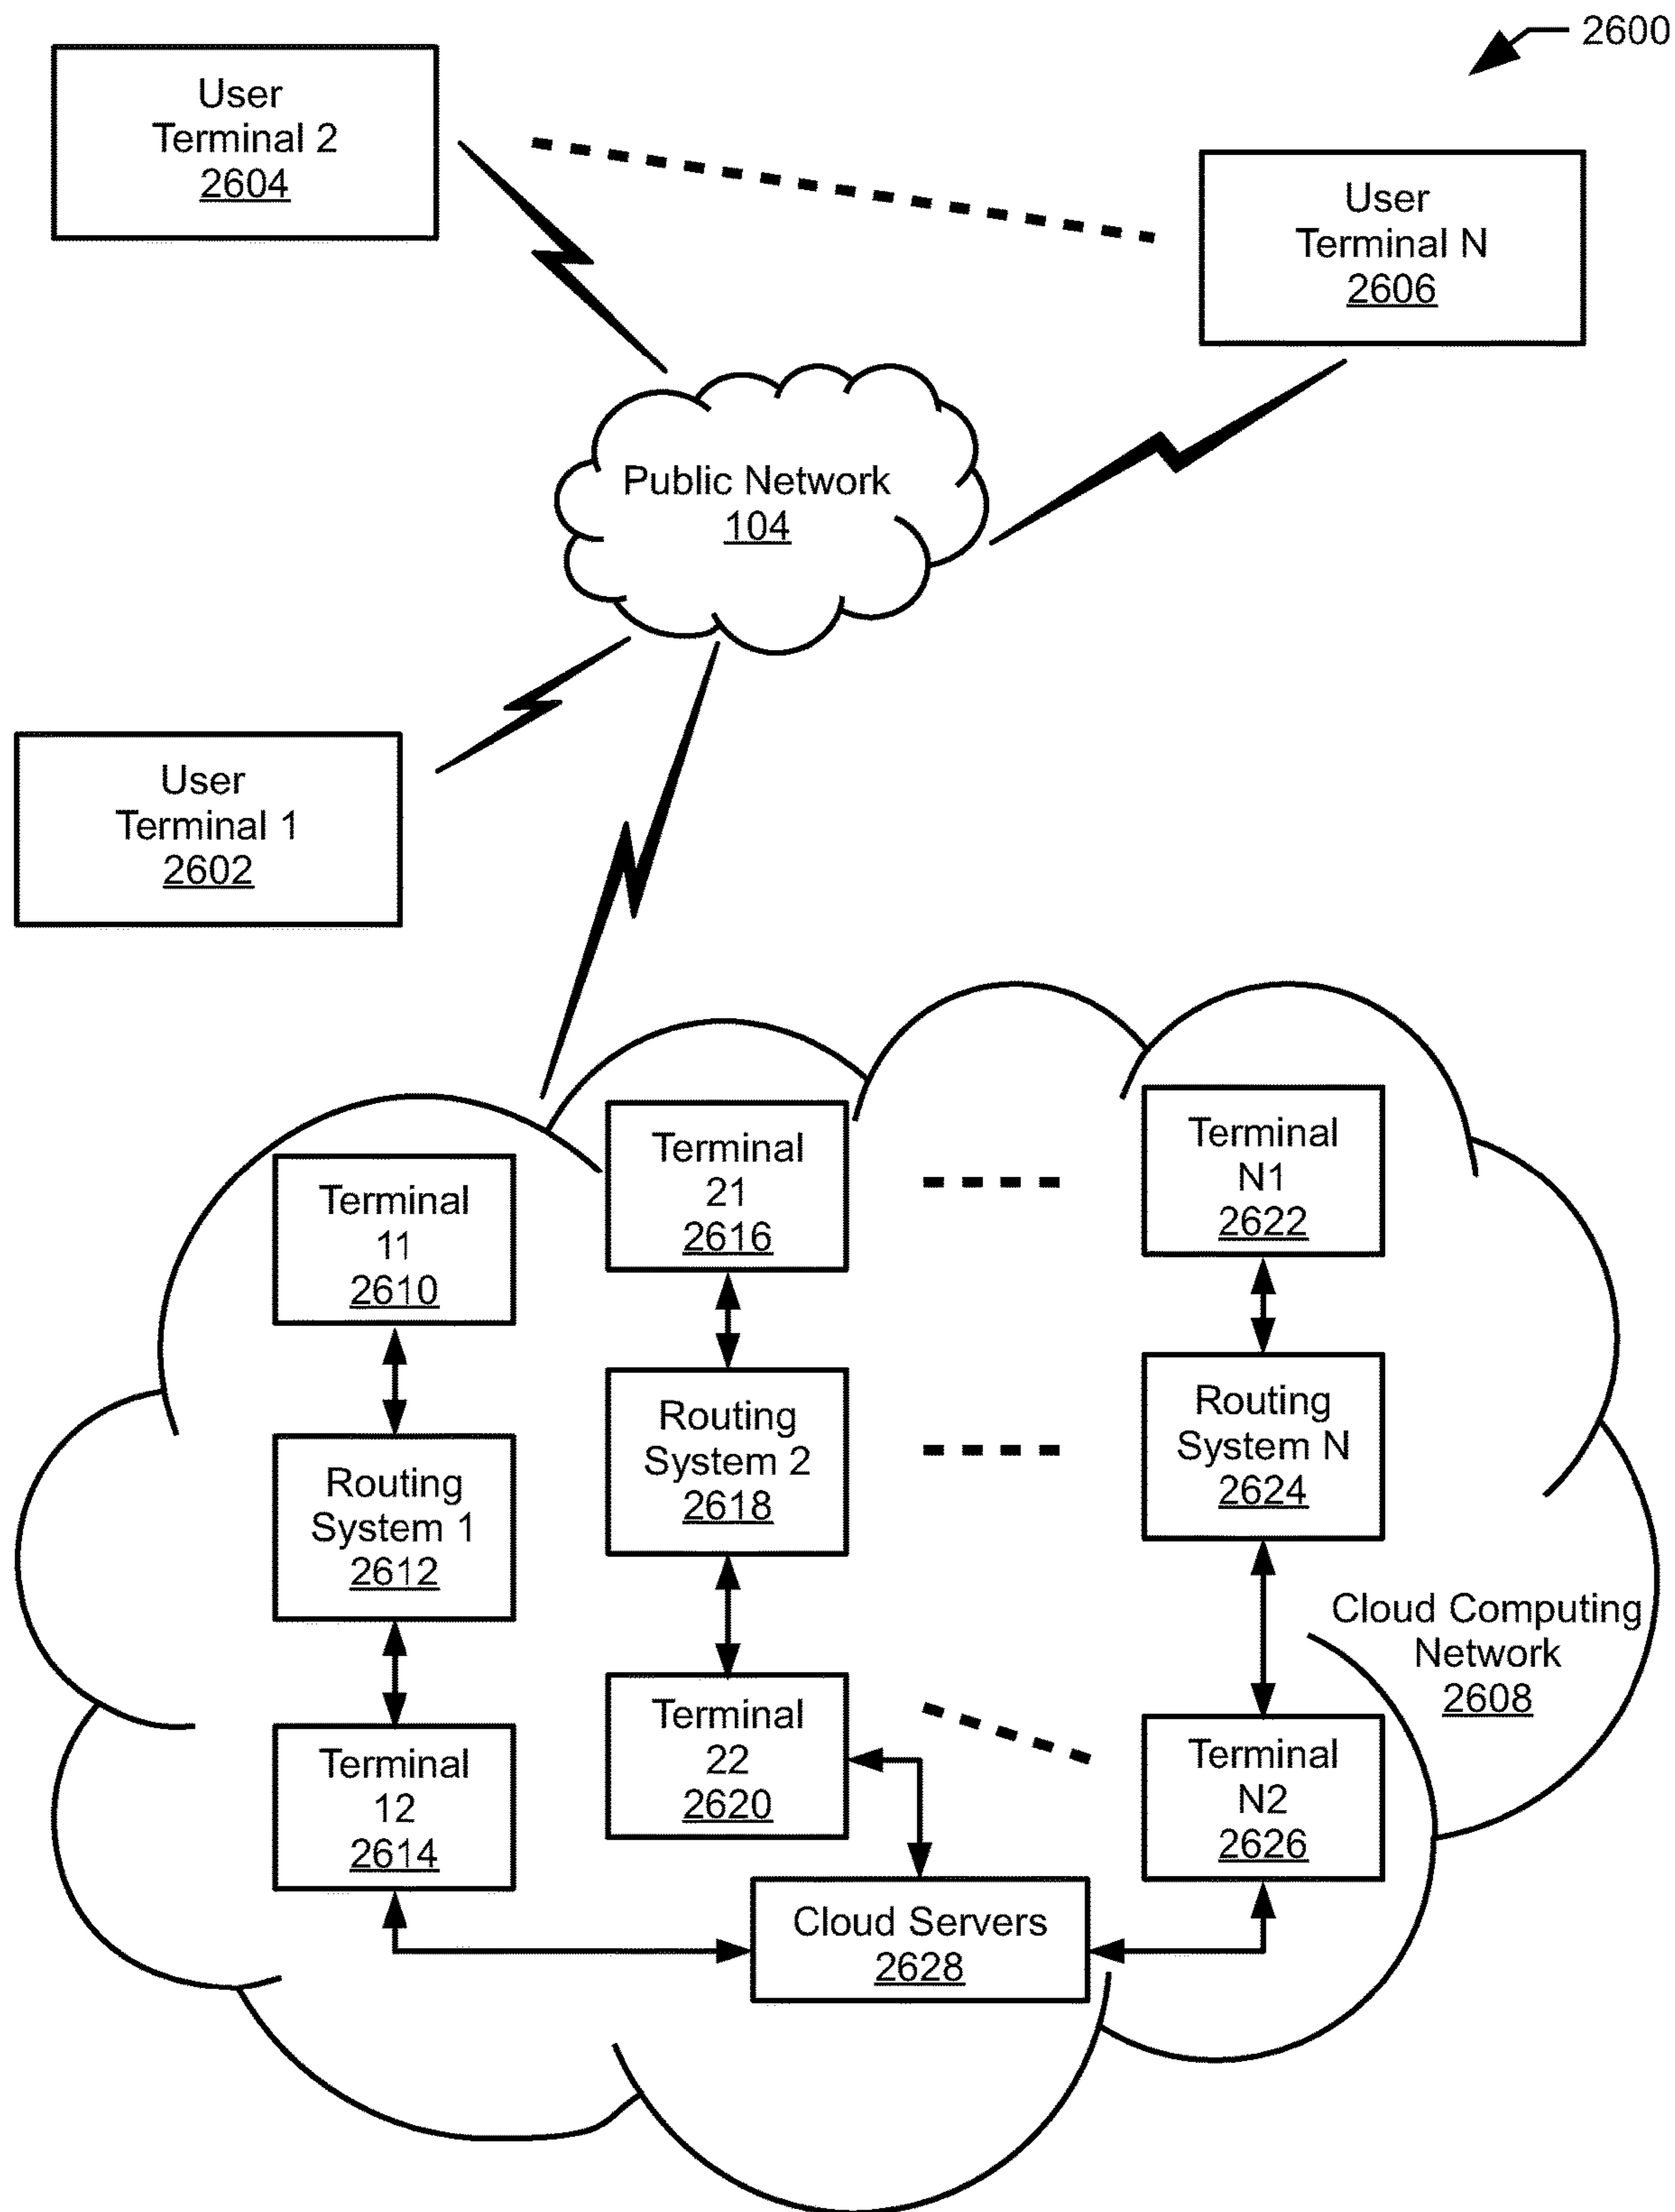 2600
User
Terminal 2
2604
User
Terminal N
2606
Public Network
104
User
Terminal 1
2602
Terminal
11
2610
Terminal
21
2616
Terminal
N1
2622
Routing
System 1
2612
Routing
System 2
2618
Routing
System N
2624
Cloud Computing
Network
2608
Terminal
12
2614
Terminal
22
2620
Terminal
N2
2626
Cloud Servers
2628